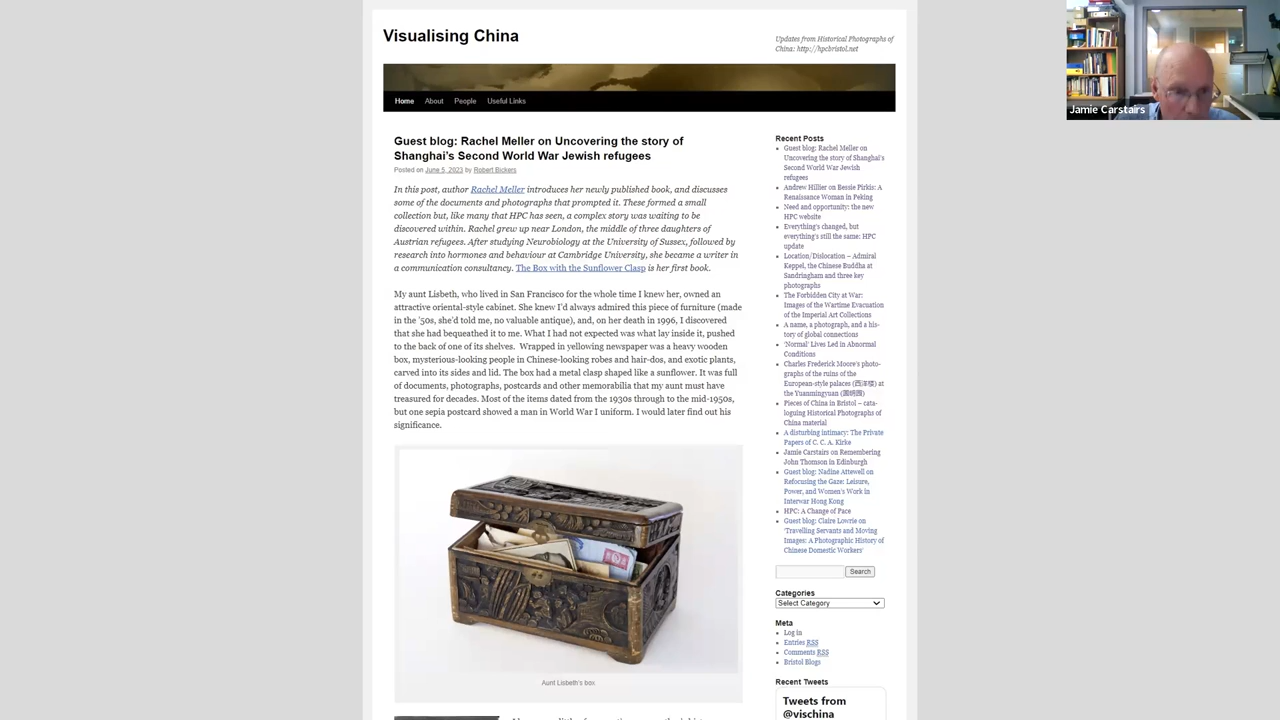 Visualising China
Updates from Historical Photographs of
China: http://hpcbristol.net
Home About People Useful Links
Guest blog: Rachel Meller on Uncovering the story of
Shanghai's Second World War Jewish refugees
Posted on June 5, 2023 by Robert Bickers
In this post, author Rachel Meller introduces her newly published book, and discusses
some of the documents and photographs that prompted it. These formed a small
collection but, like many that HPC has seen, a complex story was waiting to be
discovered within. Rachel grew up near London, the middle of three daughters of
Austrian refugees. After studying Neurobiology at the University of Sussex, followed by
research into hormones and behaviour at Cambridge University, she became a writer in
a communication consultancy. The Box with the Sunflower Clasp is her first book.
My aunt Lisbeth, who lived in San Francisco for the whole time I knew her, owned an
attractive oriental-style cabinet. She knew I'd always admired this piece of furniture (made
in the '50s, she'd told me, no valuable antique), and, on her death in 1996, I discovered
that she had bequeathed it to me. What I had not expected was what lay inside it, pushed
to the back of one of its shelves. Wrapped in yellowing newspaper was a heavy wooden
box, mysterious-looking people in Chinese-looking robes and hair-dos, and exotic plants,
carved into its sides and lid. The box had a metal clasp shaped like a sunflower. It was full
of documents, photographs, postcards and other memorabilia that my aunt must have
treasured for decades. Most of the items dated from the 1930s through to the mid-1950s,
but one sepia postcard showed a man in World War I uniform. I would later find out his
significance.
Aunt Lisbeth's box
Recent Posts
Guest blog: Rachel Meller on
Uncovering the story of Shanghai's
Second World War Jewish
refugees
Andrew Hillier on Bessie Pirkis: A
Renaissance Woman in Peking
Need and opportunity: the new
HPC website
Everything's changed, but
everything's still the same: HPC
update
Location/Dislocation – Admiral
Keppel, the Chinese Buddha at
Sandringham and three key
photographs
The Forbidden City at War:
Images of the Wartime Evacuation
of the Imperial Art Collections
A name, a photograph, and a his-
tory of global connections
'Normal' Lives Led in Abnormal
Conditions
Charles Frederick Moore's photo-
graphs of the ruins of the
European-style palaces (西洋楼) at
the Yuanmingyuan (圆明园)
Pieces of China in Bristol – cata-
loguing Historical Photographs of
China material
A disturbing intimacy: The Private
Papers of C. C. A. Kirke
Jamie Carstairs on Remembering
John Thomson in Edinburgh
Guest blog: Nadine Attewell on
Refocusing the Gaze: Leisure,
Power, and Women's Work in
Interwar Hong Kong
HPC: A Change of Pace
Guest blog: Claire Lowrie on
'Travelling Servants and Moving
Images: A Photographic History of
Chinese Domestic Workers'
Search
Categories
Select Category
Meta
Log in
Entries RSS
Comments RSS
Bristol Blogs
Recent Tweets
Tweets from
@vischina
Jamie Carstairs